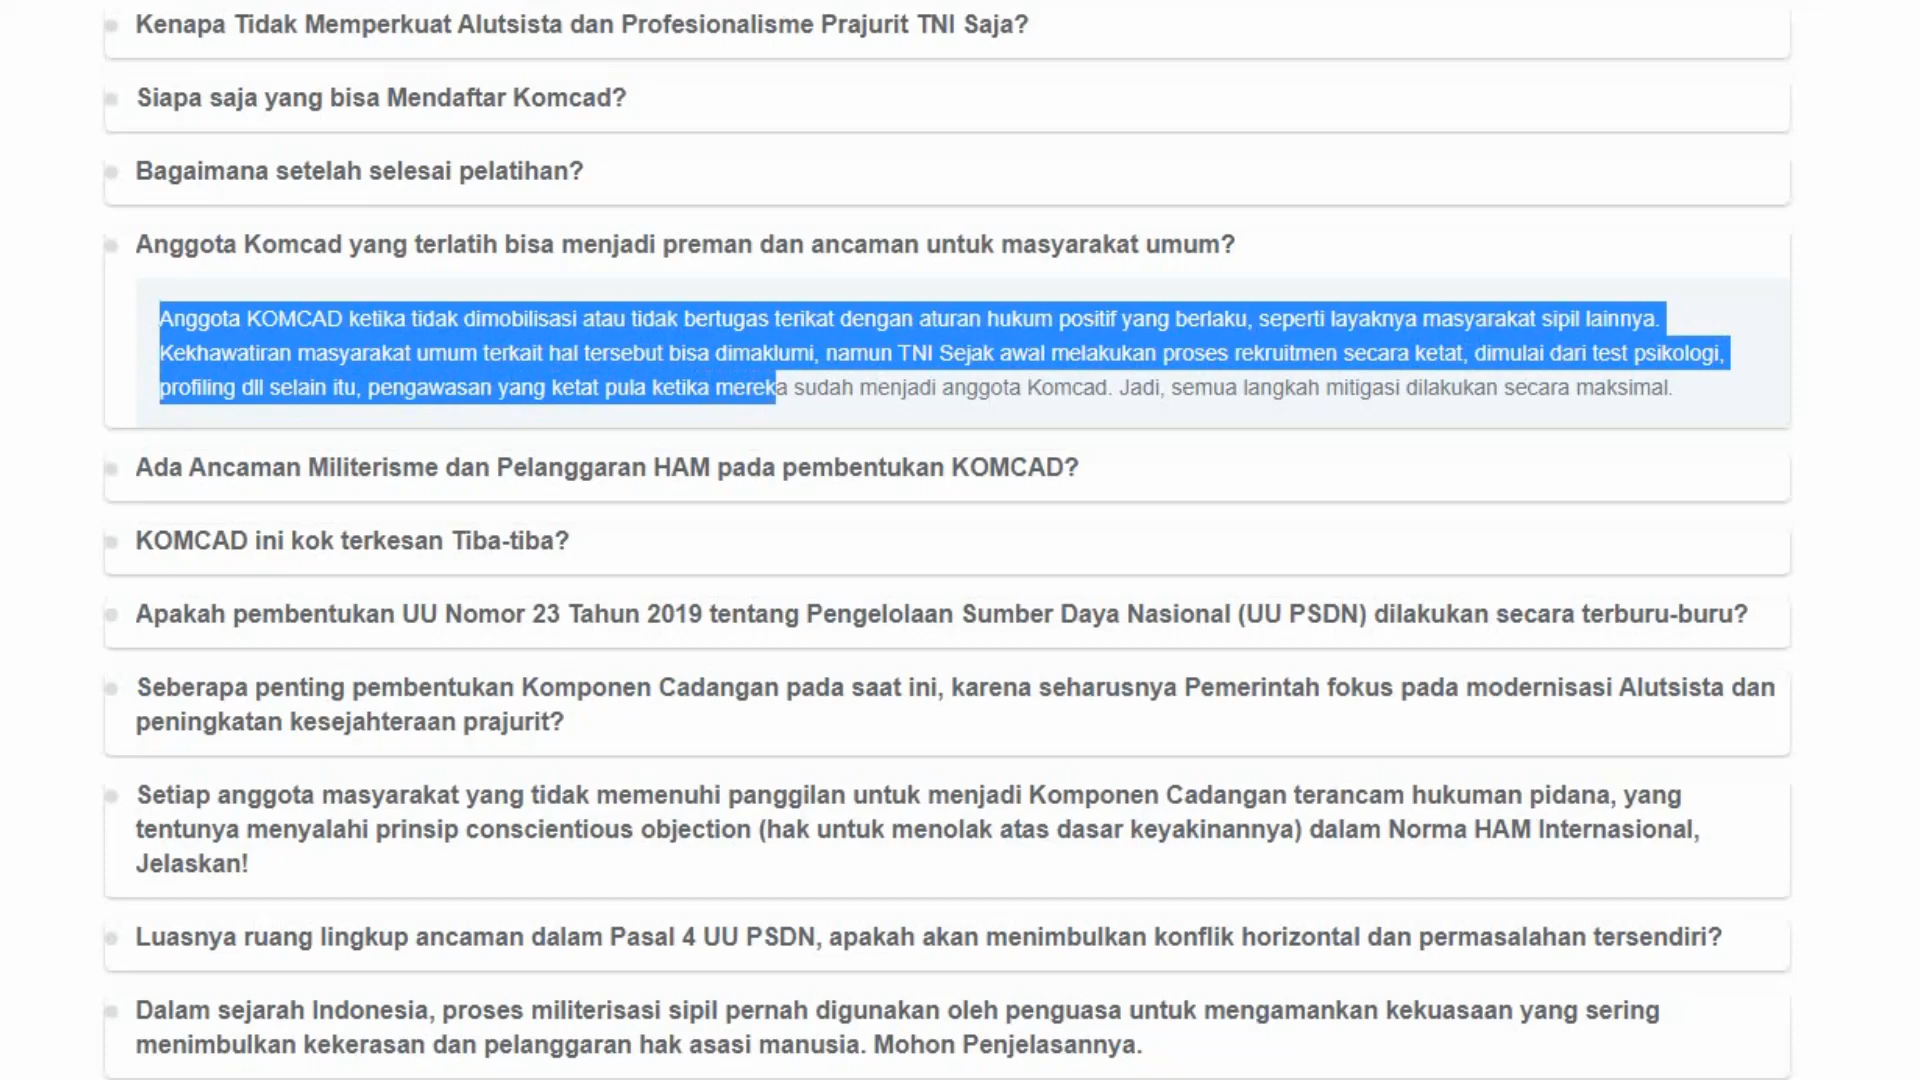 Kenapa Tidak Memperkuat Alutsista dan Profesionalisme Prajurit TNI Saja?
Siapa saja yang bisa Mendaftar Komcad?
Bagaimana setelah selesai pelatihan?
Anggota Komcad yang terlatih bisa menjadi preman dan ancaman untuk masyarakat umum?
Anggota KOMCAD ketika tidak dimobilisasi atau tidak bertugas terikat dengan aturan hukum positif yang berlaku, seperti layaknya masyarakat sipil lainnya.
Kekhawatiran masyarakat umum terkait hal tersebut bisa dimaklumi, namun TNI Sejak awal melakukan proses rekruitmen secara ketat, dimulai dari test psikologi,
profiling dll selain itu, pengawasan yang ketat pula ketika mereka sudah menjadi anggota Komcad. Jadi, semua langkah mitigasi dilakukan secara maksimal.
Ada Ancaman Militerisme dan Pelanggaran HAM pada pembentukan KOMCAD?
KOMCAD ini kok terkesan Tiba-tiba?
Apakah pembentukan UU Nomor 23 Tahun 2019 tentang Pengelolaan Sumber Daya Nasional (UU PSDN) dilakukan secara terburu-buru?
Seberapa penting pembentukan Komponen Cadangan pada saat ini, karena seharusnya Pemerintah fokus pada modernisasi Alutsista dan
peningkatan kesejahteraan prajurit?
Setiap anggota masyarakat yang tidak memenuhi panggilan untuk menjadi Komponen Cadangan terancam hukuman pidana, yang
tentunya menyalahi prinsip conscientious objection (hak untuk menolak atas dasar keyakinannya) dalam Norma HAM Internasional,
Jelaskan!
Luasnya ruang lingkup ancaman dalam Pasal 4 UU PSDN, apakah akan menimbulkan konflik horizontal dan permasalahan tersendiri?
Dalam sejarah Indonesia, proses militerisasi sipil pernah digunakan oleh penguasa untuk mengamankan kekuasaan yang sering
menimbulkan kekerasan dan pelanggaran hak asasi manusia. Mohon Penjelasannya.